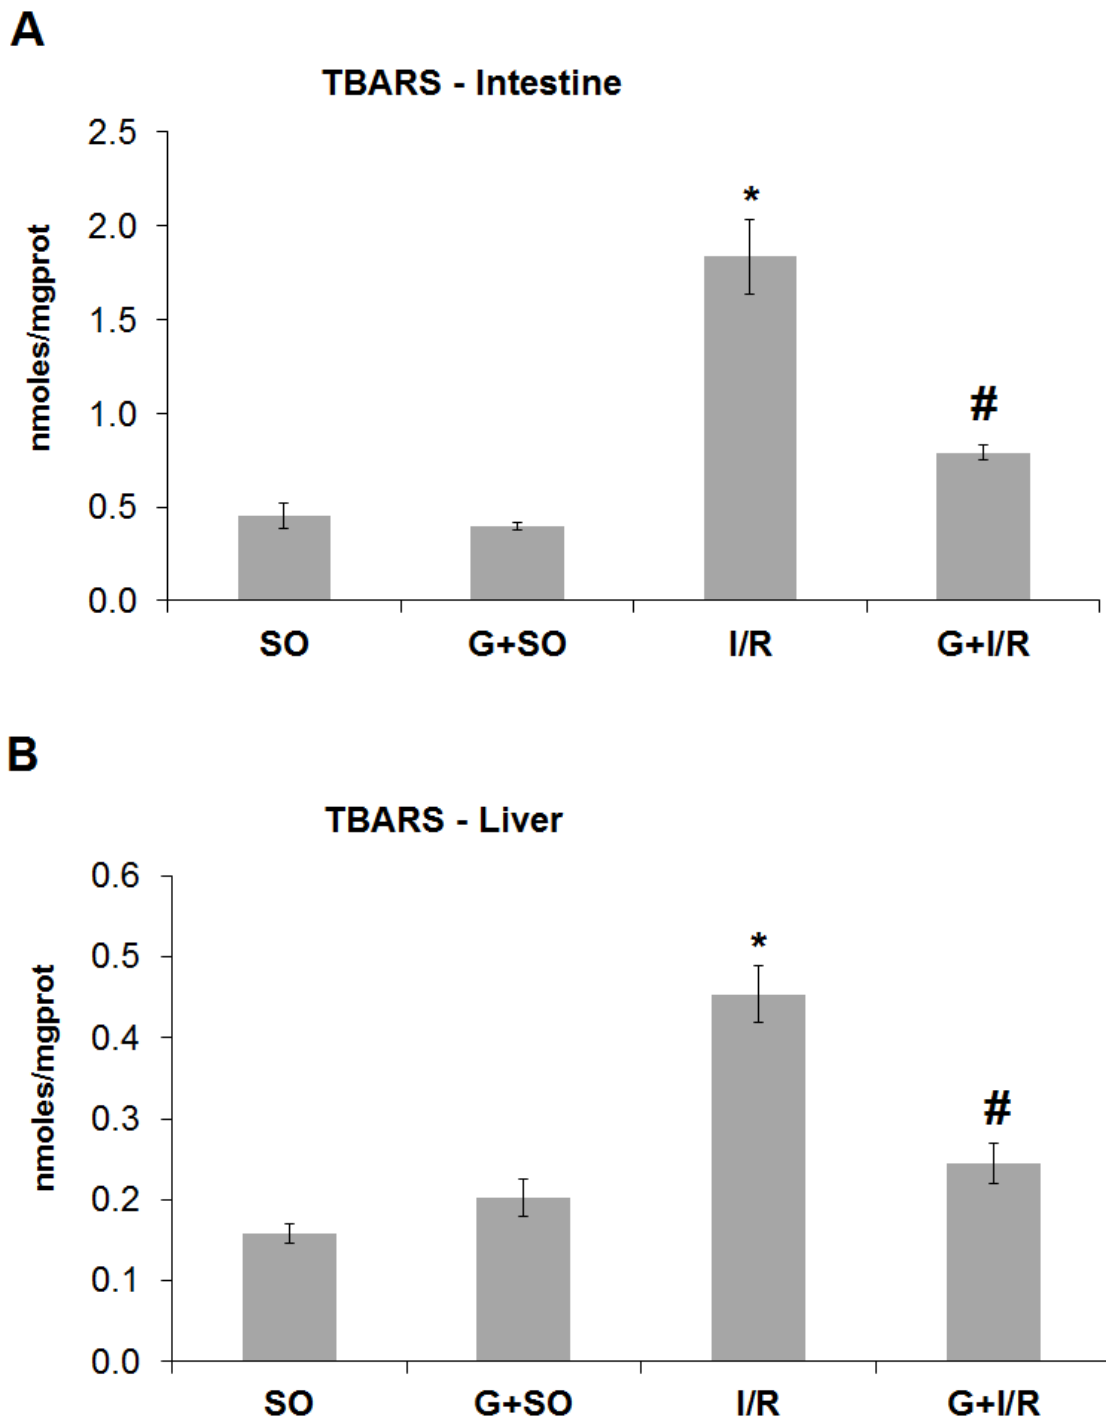 A
TBARS - Intestine
2.5
2.0
1.5
1.0
0.5
0.0
nmoles/mgprot
*
#
SO G+SO I/R G+I/R
B
TBARS - Liver
0.6
0.5
0.4
0.3
0.2
0.1
0.0
nmoles/mgprot
*
#
SO G+SO I/R G+I/R